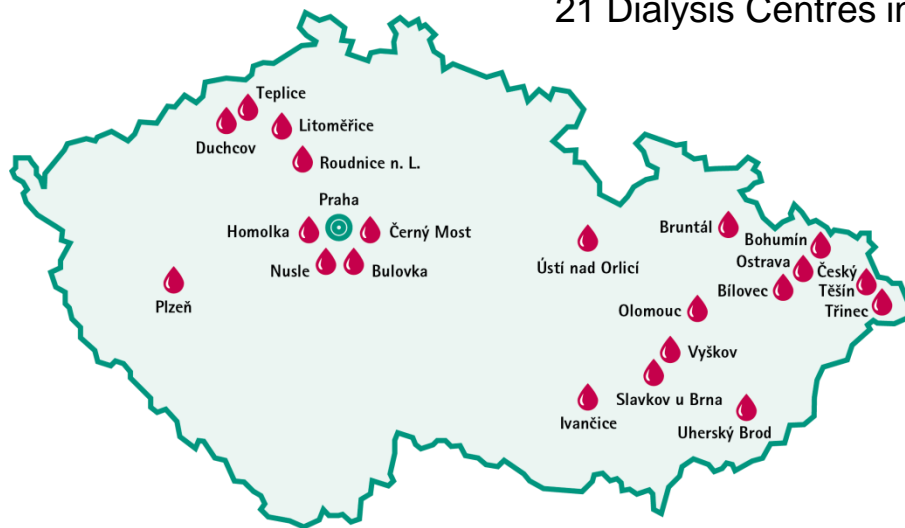 21 Dialysis Centres in
Teplice
Litoměřice
Duchcov
Roudnice n. L.
Praha
Homolka
Černý Most
Nusle
Bulovka
Plzeň
Ústí nad Orlicí
Bruntál
Bohumín
Ostrava
Český
Těšín
Bílovec
Třinec
Olomouc
Vyškov
Slavkov u Brna
Ivančice
Uherský Brod